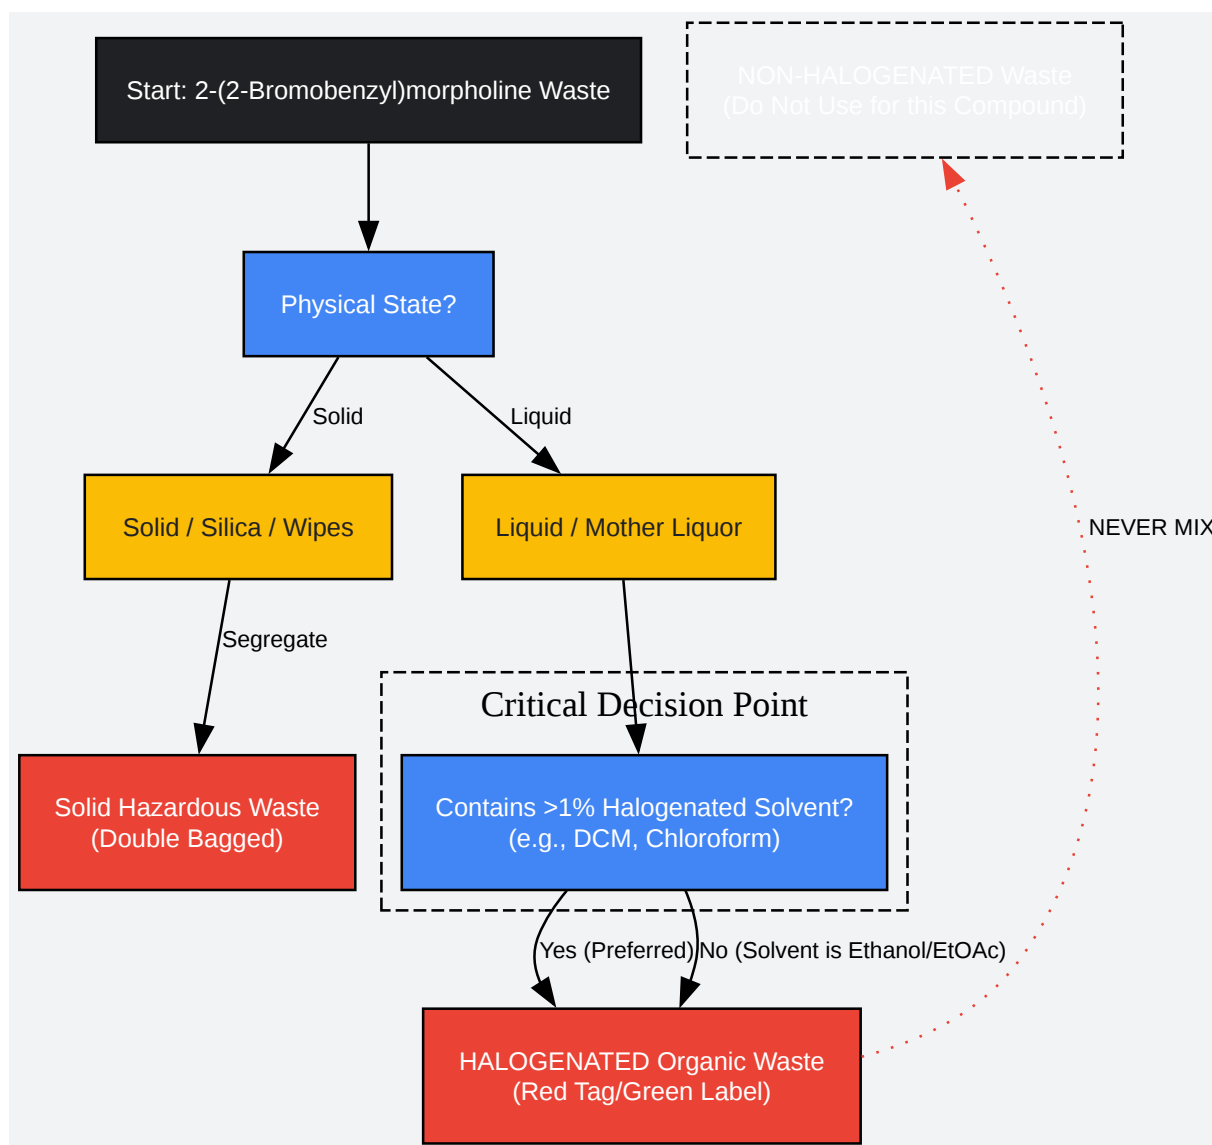 Start: 2-(2-Bromobenzyl)morpholine Waste
NON-HALOGENATED Waste
(Do Not Use for this Compound)
Physical State?
Solid
Liquid
Solid / Silica / Wipes
Liquid / Mother Liquor
NEVER MIX
Segregate
Critical Decision Point
Solid Hazardous Waste
(Double Bagged)
Contains >1% Halogenated Solvent?
(e.g., DCM, Chloroform)
Yes (Preferred)
No (Solvent is Ethanol/EtOAc)
HALOGENATED Organic Waste
(Red Tag/Green Label)